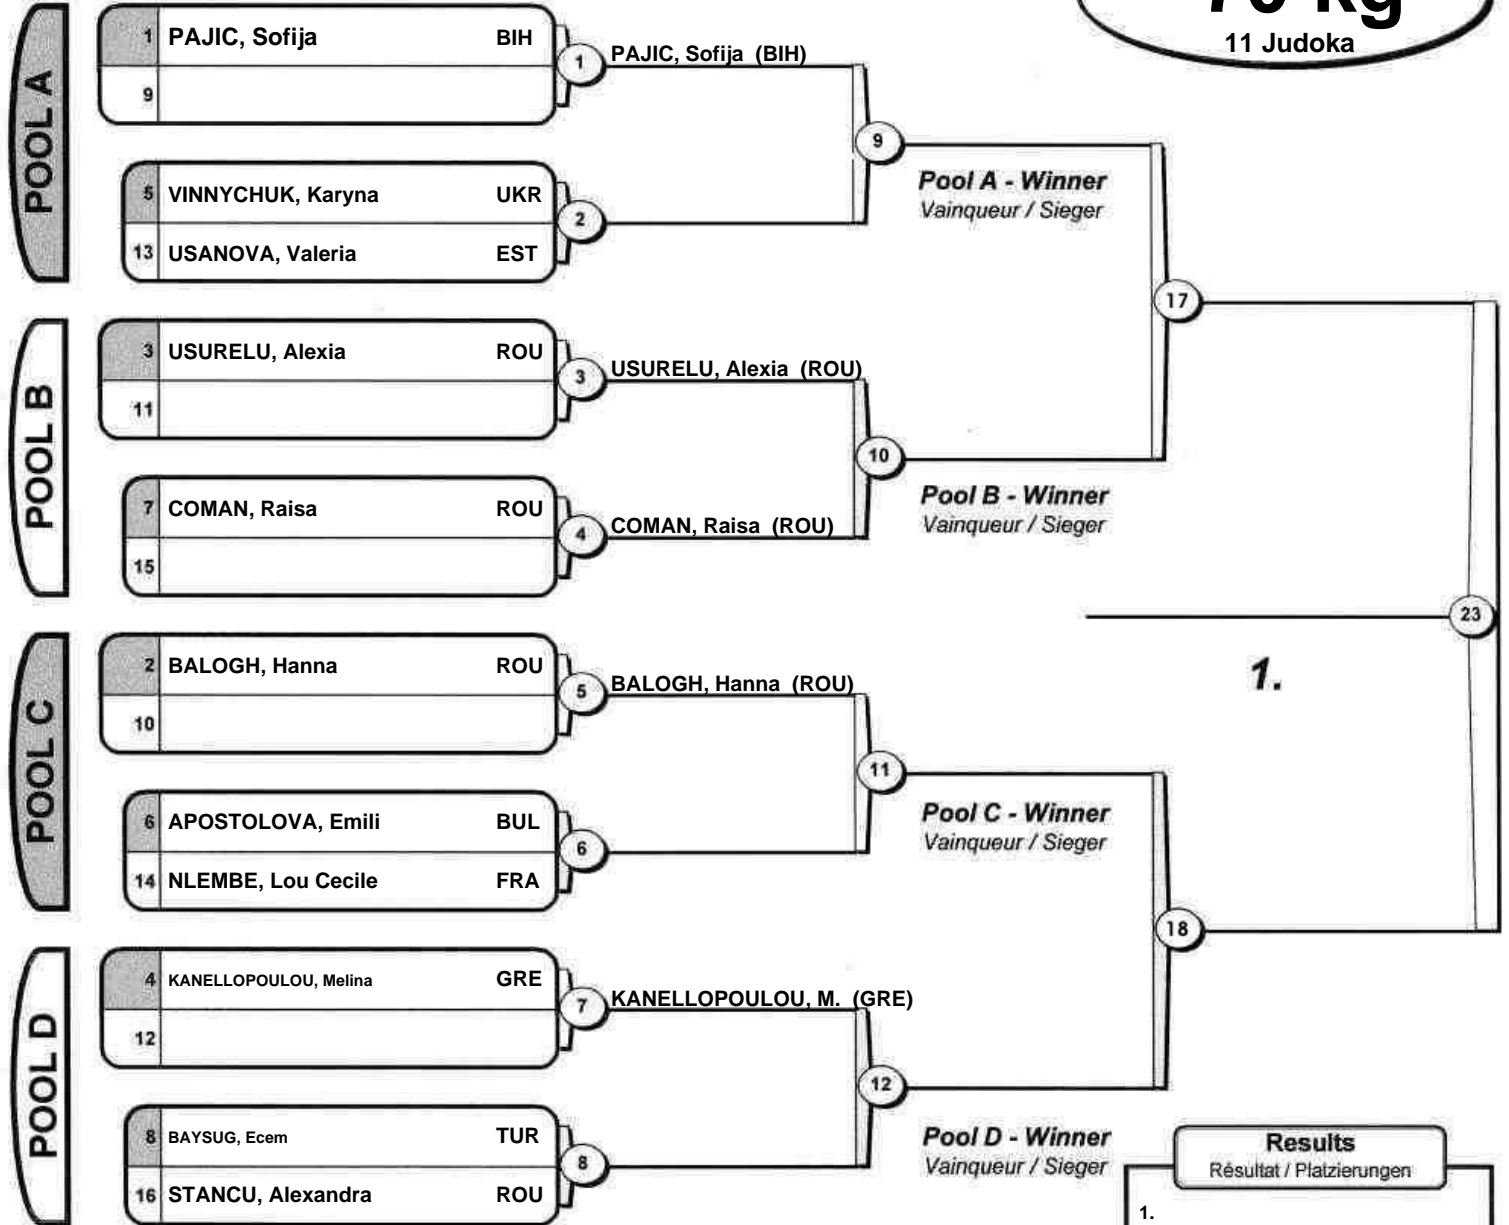 70 kg
11 Judoka
POOL A
1 PAJIC, Sofija BIH
9
1
PAJIC, Sofija (BIH)
5 VINNYCHUK, Karyna UKR
13 USANOVA, Valeria EST
2
9
Pool A - Winner
Vainqueur / Sieger
17
POOL B
3 USURELU, Alexia ROU
11
3
USURELU, Alexia (ROU)
7 COMAN, Raisa ROU
15
4
COMAN, Raisa (ROU)
10
Pool B - Winner
Vainqueur / Sieger
23
1.
POOL C
2 BALOGH, Hanna ROU
10
5
BALOGH, Hanna (ROU)
6 APOSTOLOVA, Emili BUL
14 NLEMBE, Lou Cecile FRA
6
11
Pool C - Winner
Vainqueur / Sieger
18
POOL D
4 KANELLOPOULOU, Melina GRE
12
7
KANELLOPOULOU, M. (GRE)
8 BAYSUG, Ecem TUR
16 STANCU, Alexandra ROU
8
12
Pool D - Winner
Vainqueur / Sieger
Results
Résultat / Platzierungen
1.